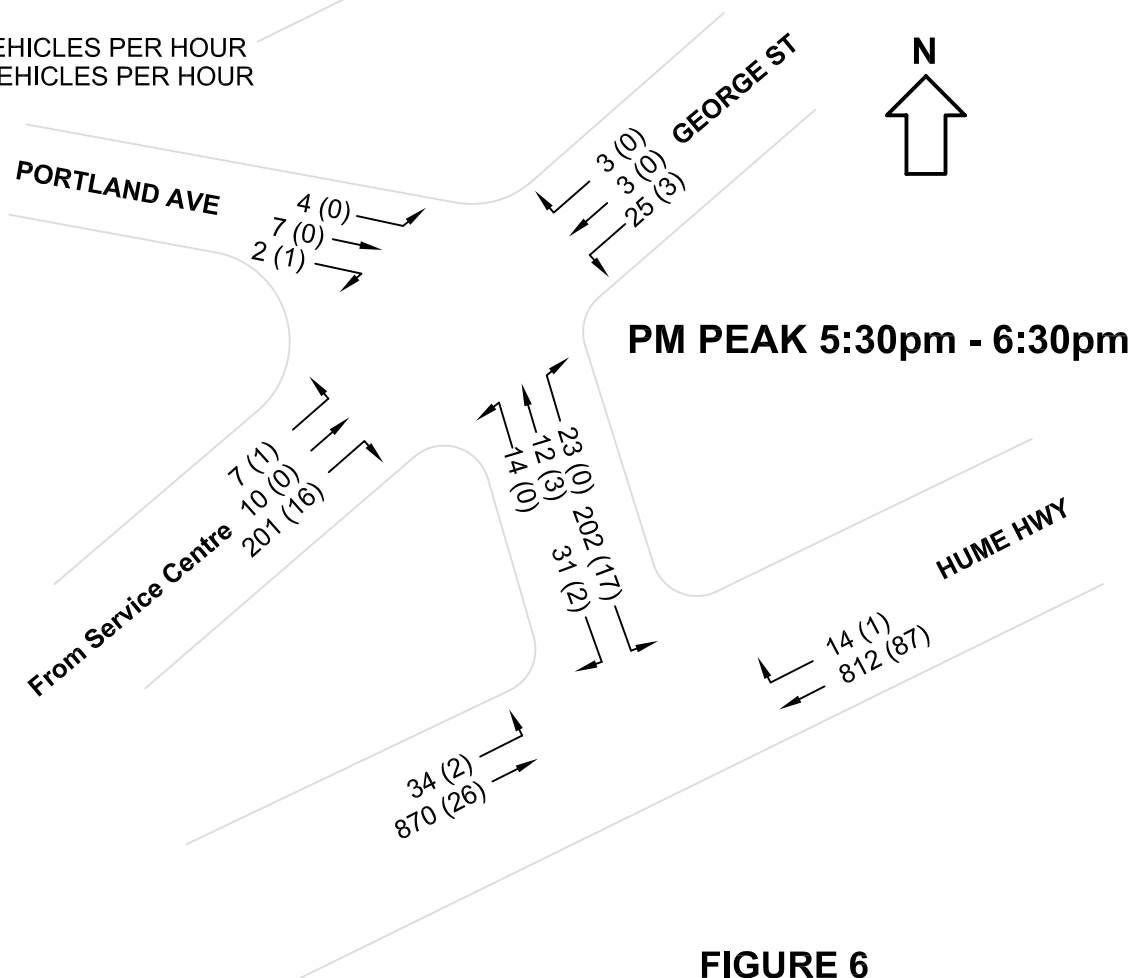 EHICLES PER HOUR
EHICLES PER HOUR
N
GEORGE ST
3 (0)
3 (0)
25 (3)
PORTLAND AVE
4 (0)
7 (0)
2 (1)
PM PEAK 5:30pm - 6:30pm
7 (1)
10 (0)
201 (16)
From Service Centre
14 (0)
12 (3)
23 (0)
202 (17)
31 (2)
HUME HWY
14 (1)
812 (87)
34 (2)
870 (26)
FIGURE 6